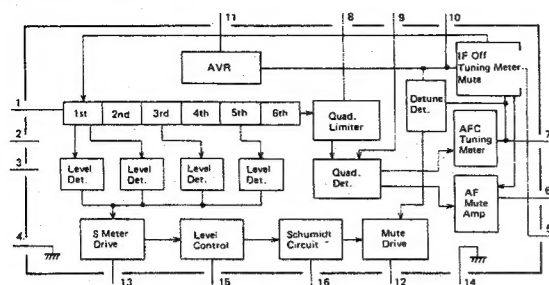 11
8
9
10
AVR
IF Off
Tuning Meter
Mute
1
1st 2nd 3rd 4th 5th 6th
Quad.
Limiter
Detune
Det.
AFC
Tuning
Meter
7
2
3
Level
Det.
Level
Det.
Level
Det.
Level
Det.
Quad.
Det.
AF
Mute
Amp
6
5
4
S Meter
Drive
Level
Control
Schumidt
Circuit
Mute Drive
13
15
16
12
14